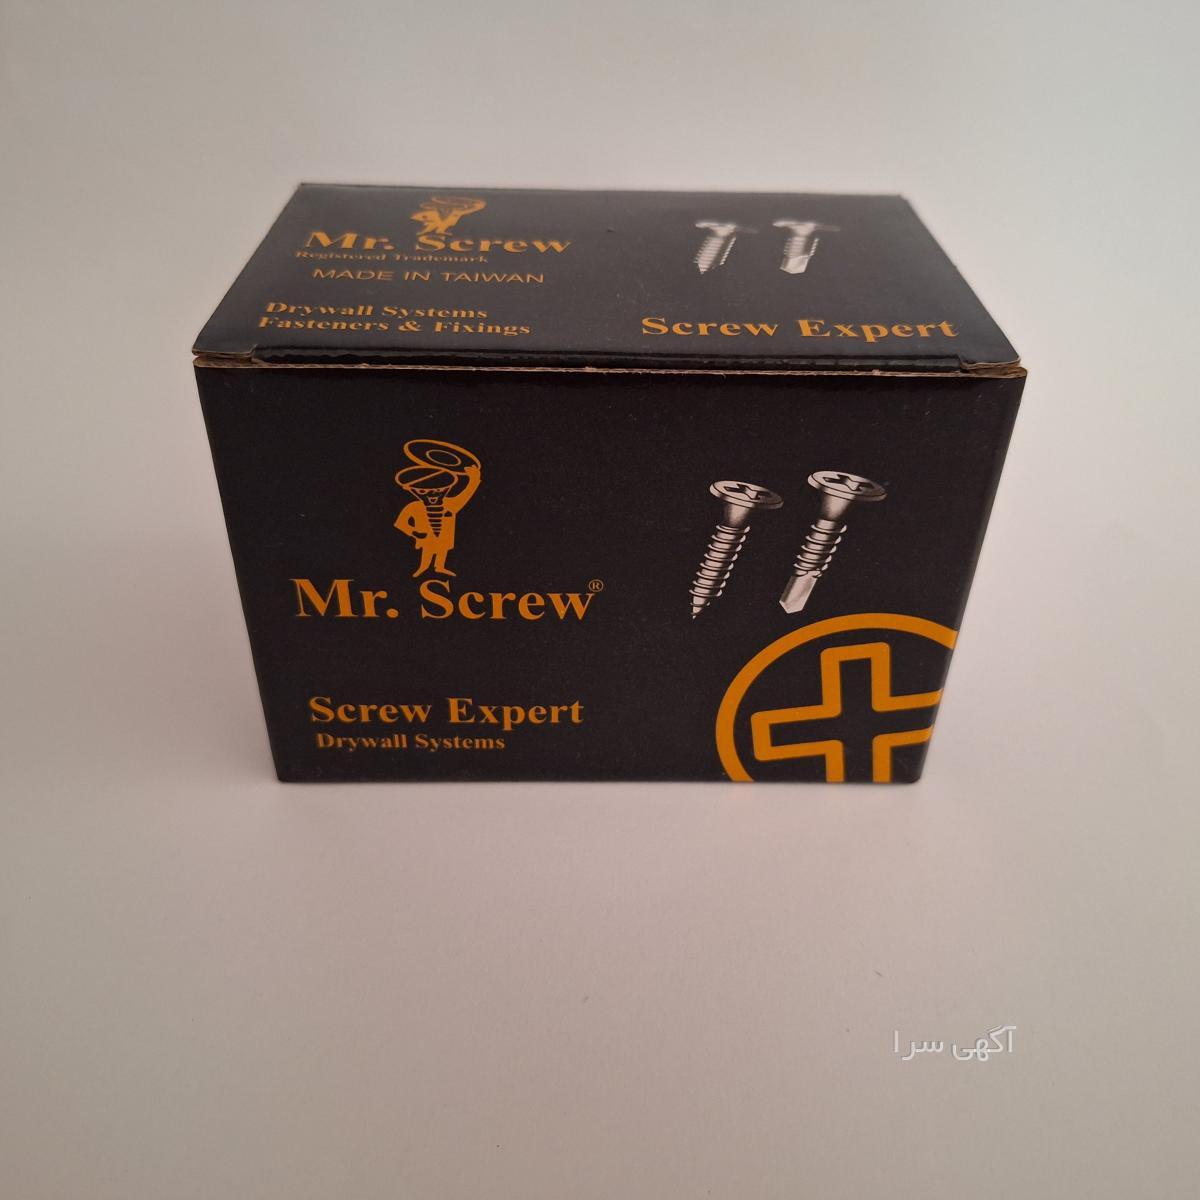 Mr. Screw
Registered Trademark
MADE IN TAIWAN
Drywall Systems
Fasteners & Fixings
Screw Expert
Mr. Screw®
Screw Expert
Drywall Systems
آگهی سرا